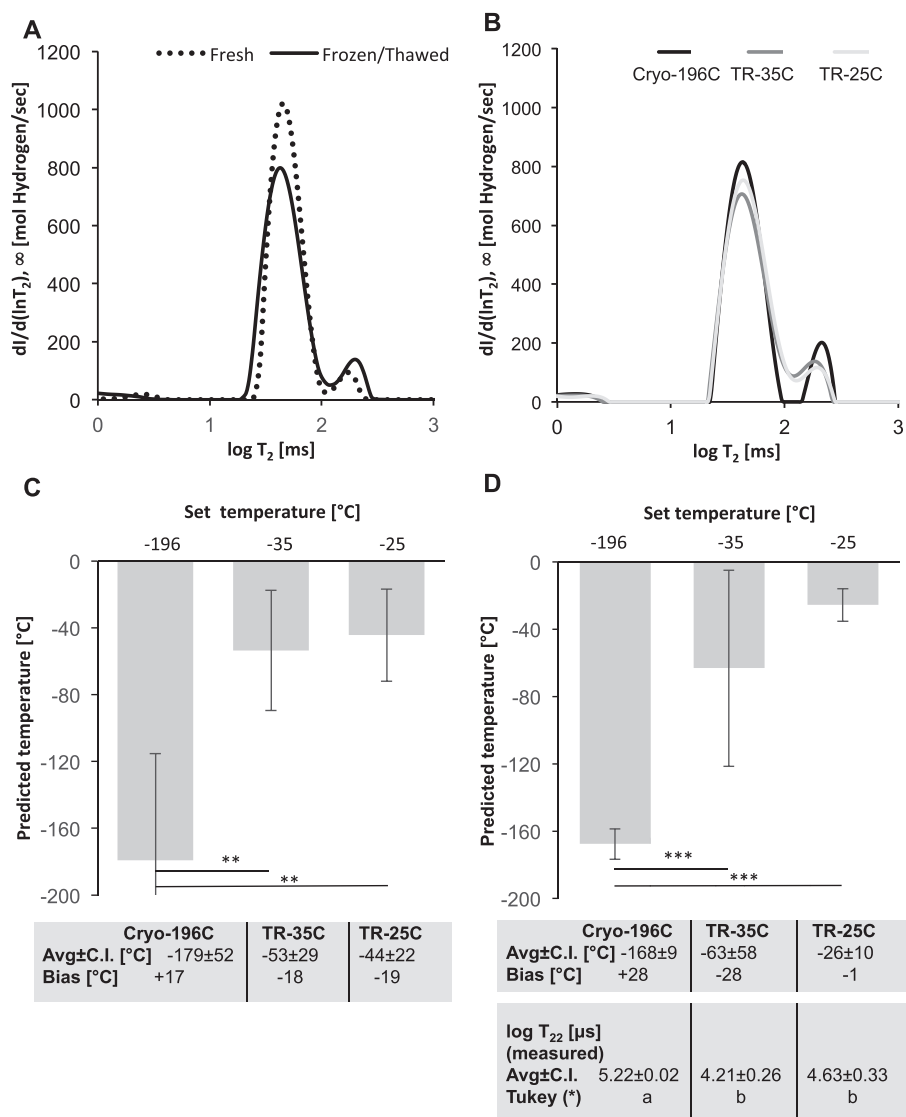 A
1200
1000
800
600
400
200
0
Fresh
Frozen/Thawed
dI/d(lnT2), ∞ [mol Hydrogen/sec]
0 1 2 3
log T2 [ms]
B
1200
1000
800
600
400
200
0
Cryo-196C TR-35C TR-25C
dI/d(lnT2), ∞ [mol Hydrogen/sec]
0 1 2 3
log T2 [ms]
C
Set temperature [°C]
-196 -35 -25
0
-40
-80
-120
-160
-200
Predicted temperature [°C]
**
**
Cryo-196C TR-35C TR-25C
Avg±C.I. [°C] -179±52 -53±29 -44±22
Bias [°C] +17 -18 -19
D
Set temperature [°C]
-196 -35 -25
0
-40
-80
-120
-160
-200
Predicted temperature [°C]
***
***
Cryo-196C TR-35C TR-25C
Avg±C.I. [°C] -168±9 -63±58 -26±10
Bias [°C] +28 -28 -1
log T22 [µs]
(measured)
Avg±C.I. 5.22±0.02 4.21±0.26 4.63±0.33
Tukey (*) a b b